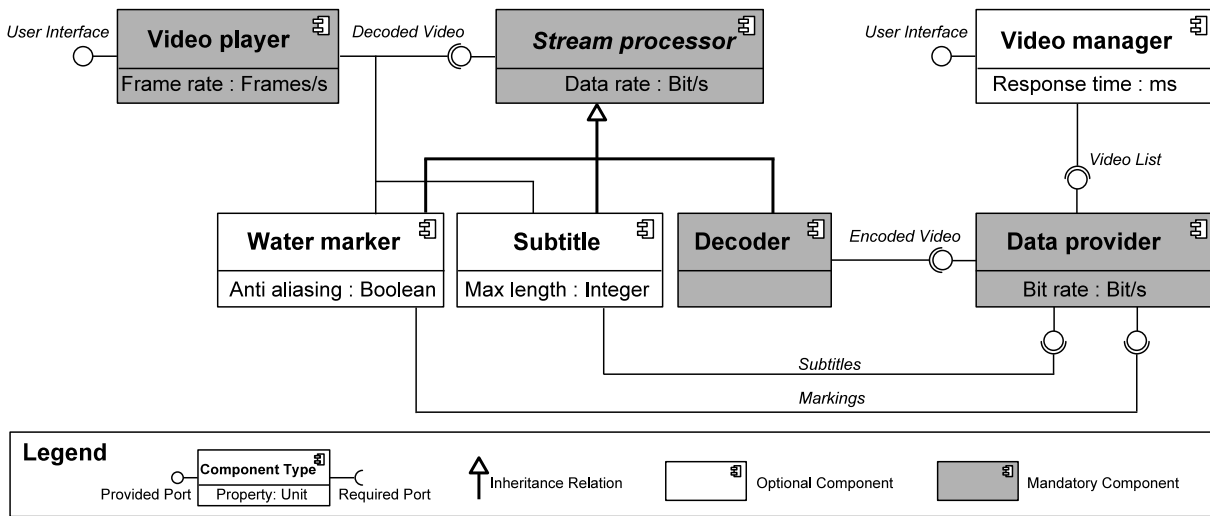 User Interface
Video player
Frame rate : Frames/s
Decoded Video
Stream processor
Data rate : Bit/s
User Interface
Video manager
Response time : ms
Video List
Water marker
Anti aliasing : Boolean
Subtitle
Max length : Integer
Decoder
Encoded Video
Data provider
Bit rate : Bit/s
Subtitles
Markings
Legend
Provided Port
Component Type
Property: Unit
Required Port
Inheritance Relation
Optional Component
Mandatory Component